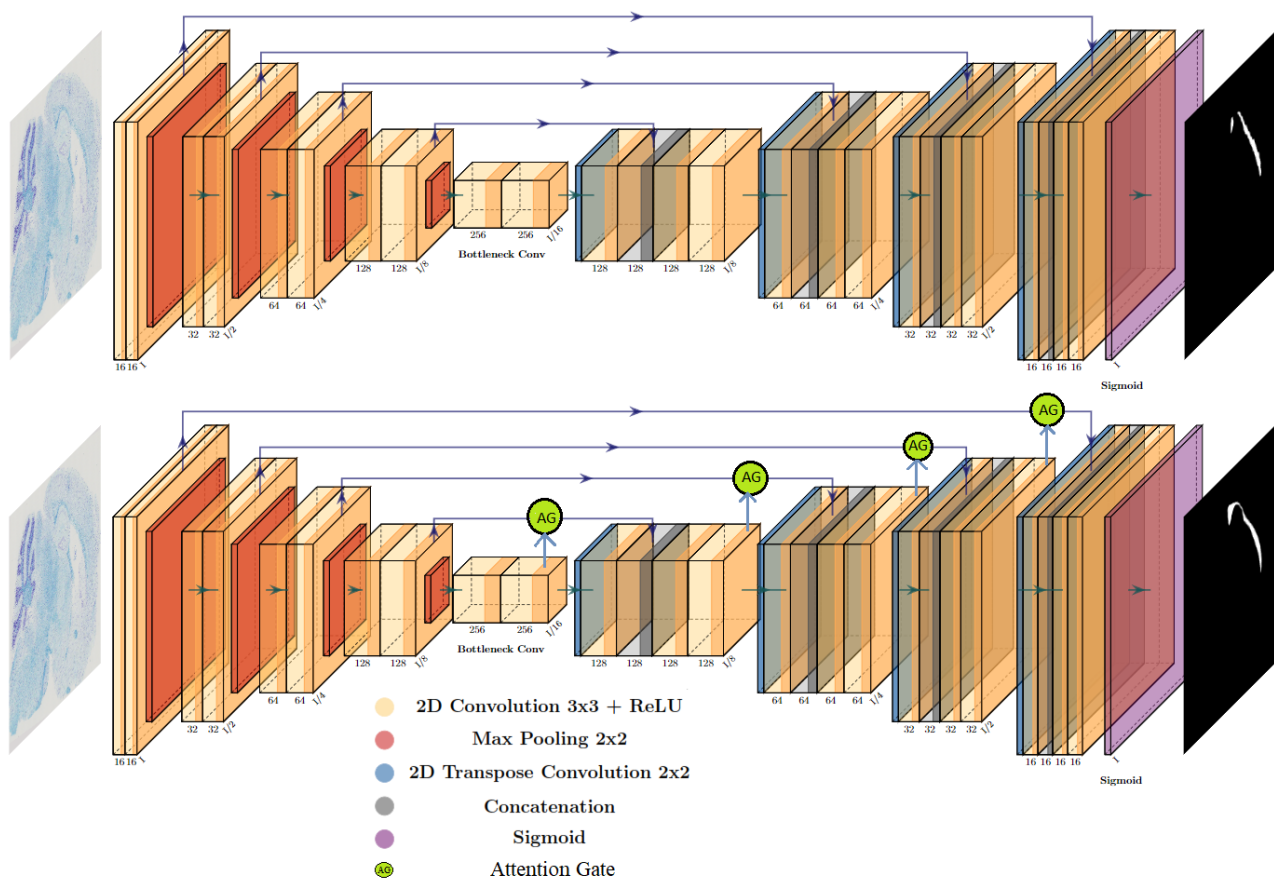 16 16 1
32 32 1/2
64 64 1/4
128 128 1/8
256 256 1/16
Bottleneck Conv
128 128 128 128 1/8
64 64 64 64 1/4
32 32 32 32 1/2
16 16 16 16
1
Sigmoid
AG
AG
AG
AG
16 16 1
32 32 1/2
64 64 1/4
128 128 1/8
256 256 1/16
Bottleneck Conv
128 128 128 128 1/8
64 64 64 64 1/4
32 32 32 32 1/2
16 16 16 16
1
Sigmoid
2D Convolution 3x3 + ReLU
Max Pooling 2x2
2D Transpose Convolution 2x2
Concatenation
Sigmoid
AG Attention Gate